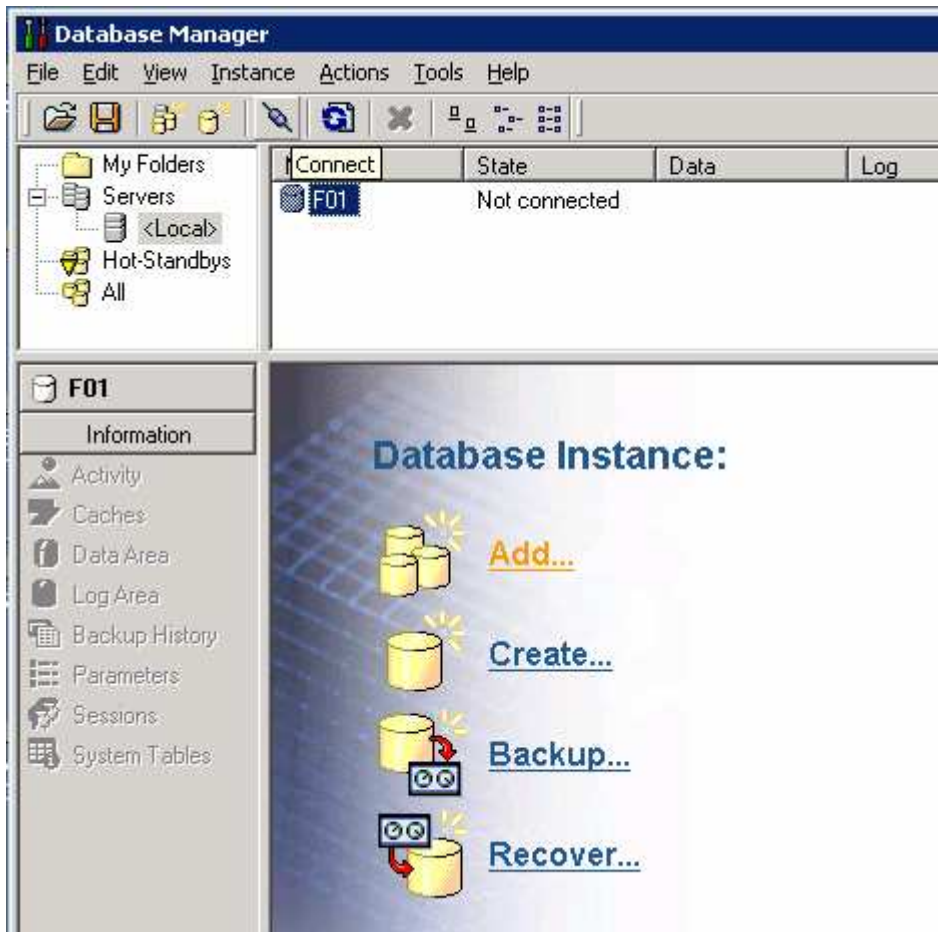 Database Manager
File Edit View Instance Actions Tools Help
My Folders
Servers
<Local>
Hot-Standbys
All
Connect State Data Log
F01 Not connected
F01
Information
Activity
Caches
Data Area
Log Area
Backup History
Parameters
Sessions
System Tables
Database Instance:
Add...
Create...
Backup...
Recover...